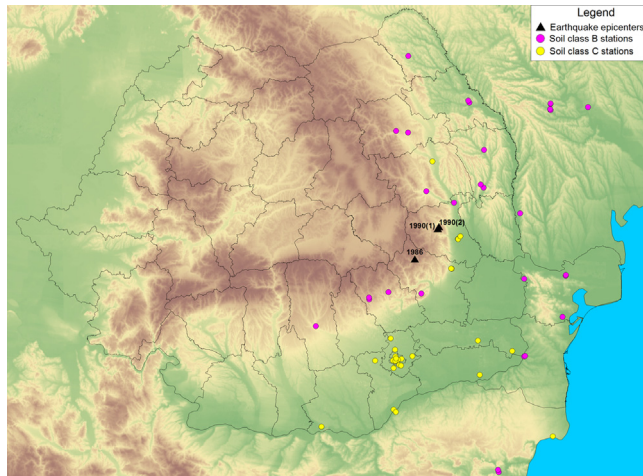 Legend
Earthquake epicenters
Soil class B stations
Soil class C stations
1990(1) 1990(2)
1986